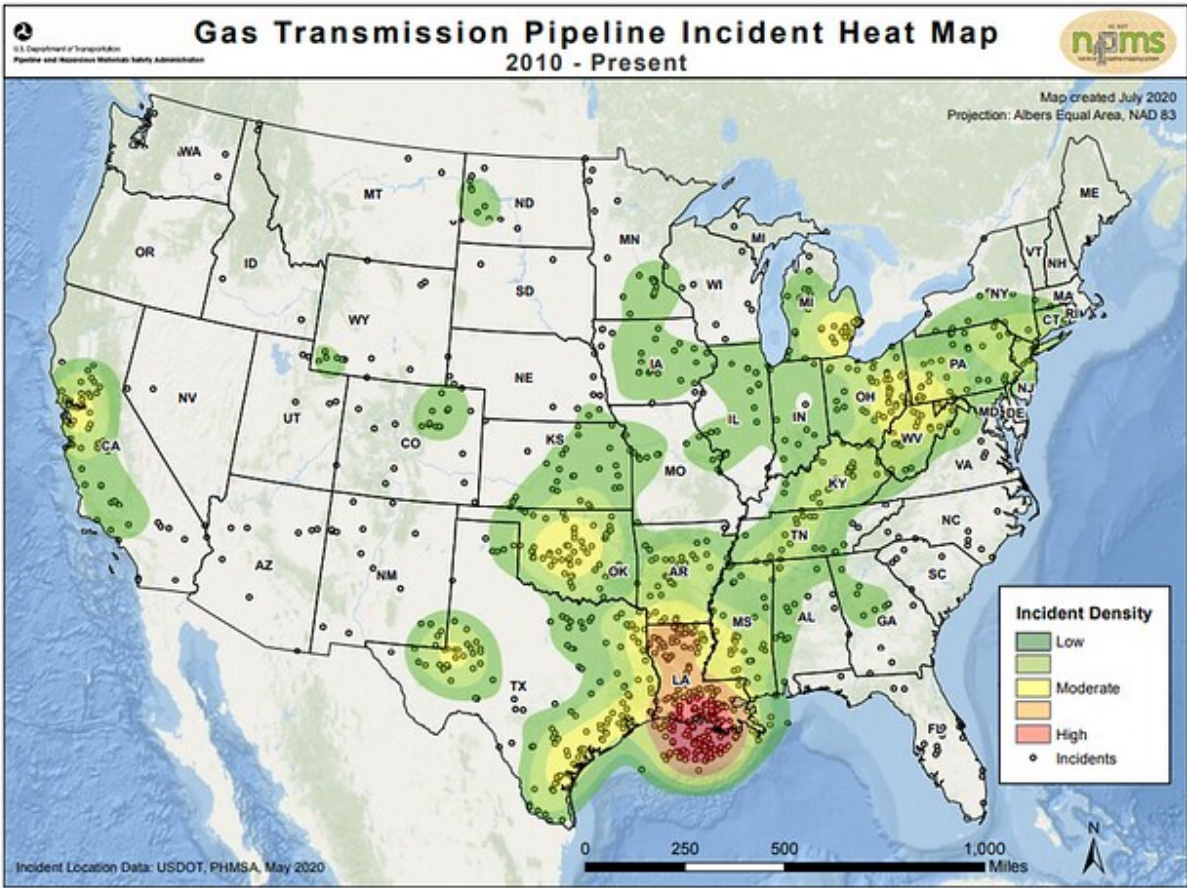 U.S. Department of Transportation
Pipeline and Hazardous Materials Safety Administration
Gas Transmission Pipeline Incident Heat Map
2010 - Present
npms
Map created July 2020
Projection: Albers Equal Area, NAD 83
WA
MT
ND
MN
MI
ME
OR
ID
SD
WI
MI
VT
NH
NY
MA
RI
CT
WY
NE
IA
PA
NJ
NV
UT
CO
KS
IL
IN
OH
MD
DE
CA
MO
WV
VA
KY
AZ
NM
OK
AR
TN
NC
SC
MS
AL
GA
TX
LA
FL
Incident Density
Low
Moderate
High
Incidents
N
0 250 500 1,000
Miles
Incident Location Data: USDOT, PHMSA, May 2020